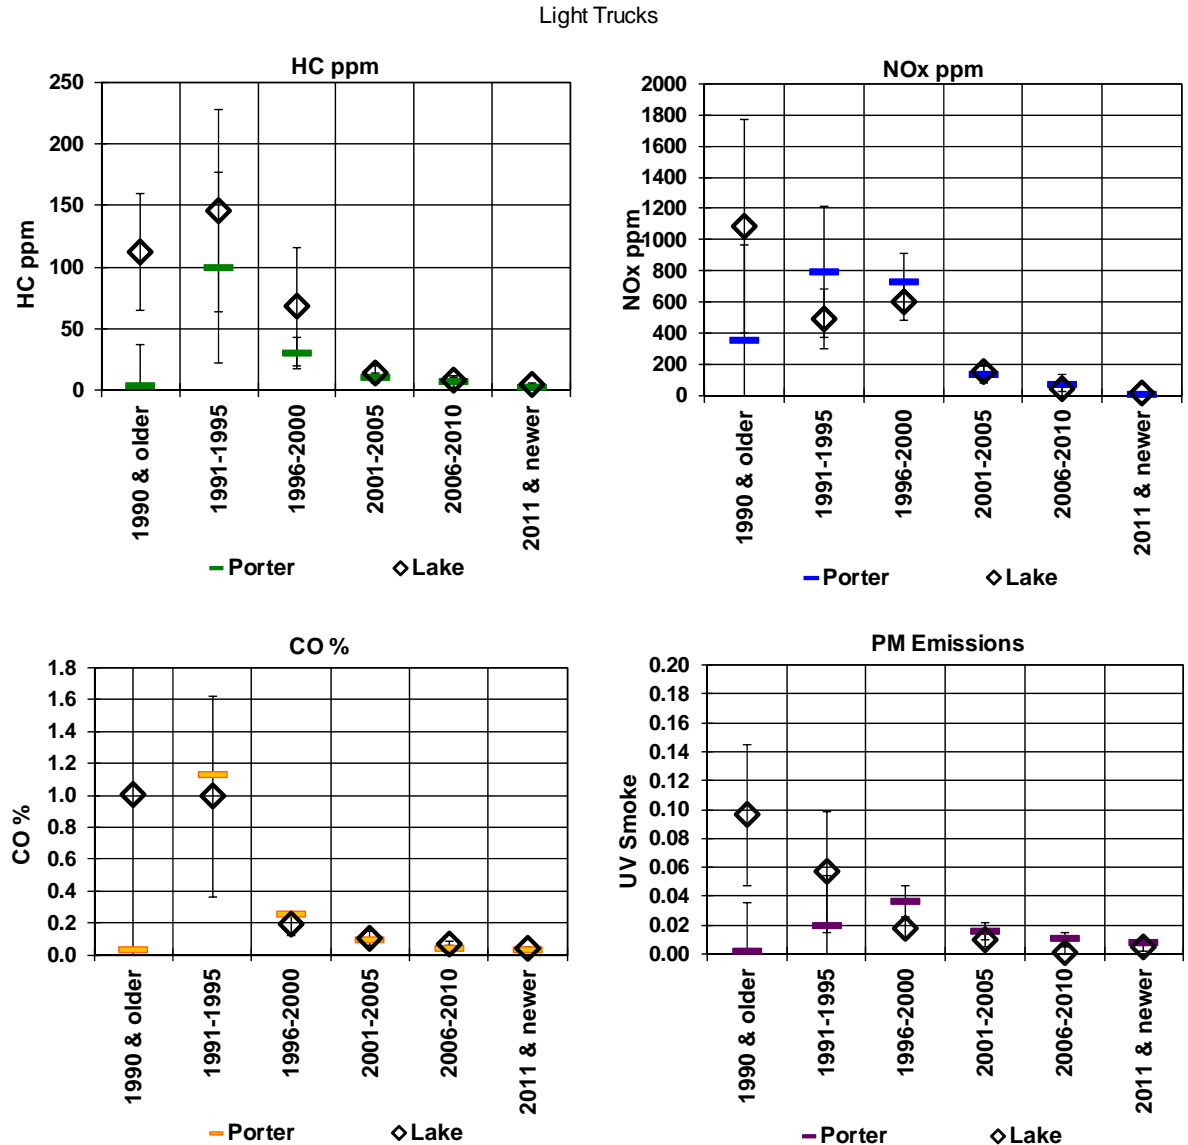 Light Trucks
HC ppm
250
200
150
100
50
0
HC ppm
1990 & older
1991-1995
1996-2000
2001-2005
2006-2010
2011 & newer
Porter
Lake
NOx ppm
2000
1800
1600
1400
1200
1000
800
600
400
200
0
NOx ppm
1990 & older
1991-1995
1996-2000
2001-2005
2006-2010
2011 & newer
Porter
Lake
CO %
1.8
1.6
1.4
1.2
1.0
0.8
0.6
0.4
0.2
0.0
CO %
1990 & older
1991-1995
1996-2000
2001-2005
2006-2010
2011 & newer
Porter
Lake
PM Emissions
0.20
0.18
0.16
0.14
0.12
0.10
0.08
0.06
0.04
0.02
0.00
UV Smoke
1990 & older
1991-1995
1996-2000
2001-2005
2006-2010
2011 & newer
Porter
Lake